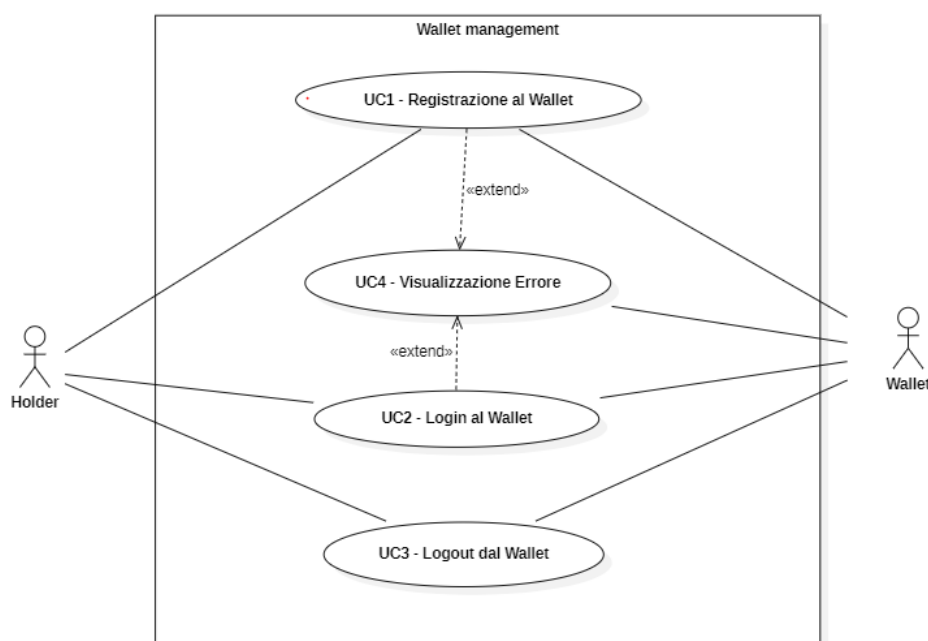 Wallet management
UC1 - Registrazione al Wallet
«extend»
UC4 - Visualizzazione Errore
«extend»
Holder
Wallet
UC2 - Login al Wallet
UC3 - Logout dal Wallet